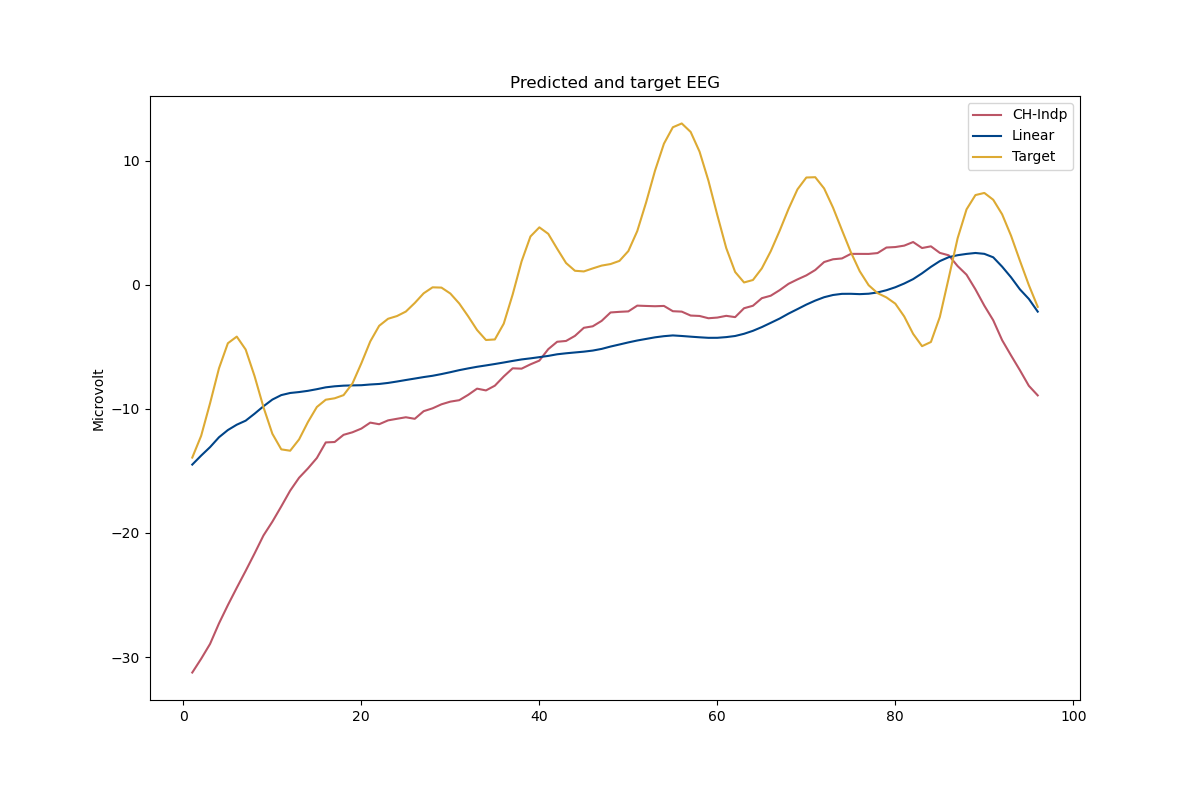 Predicted and target EEG
CH-Indp
Linear
Target
10
0
−10
−20
−30
Microvolt
0 20 40 60 80 100